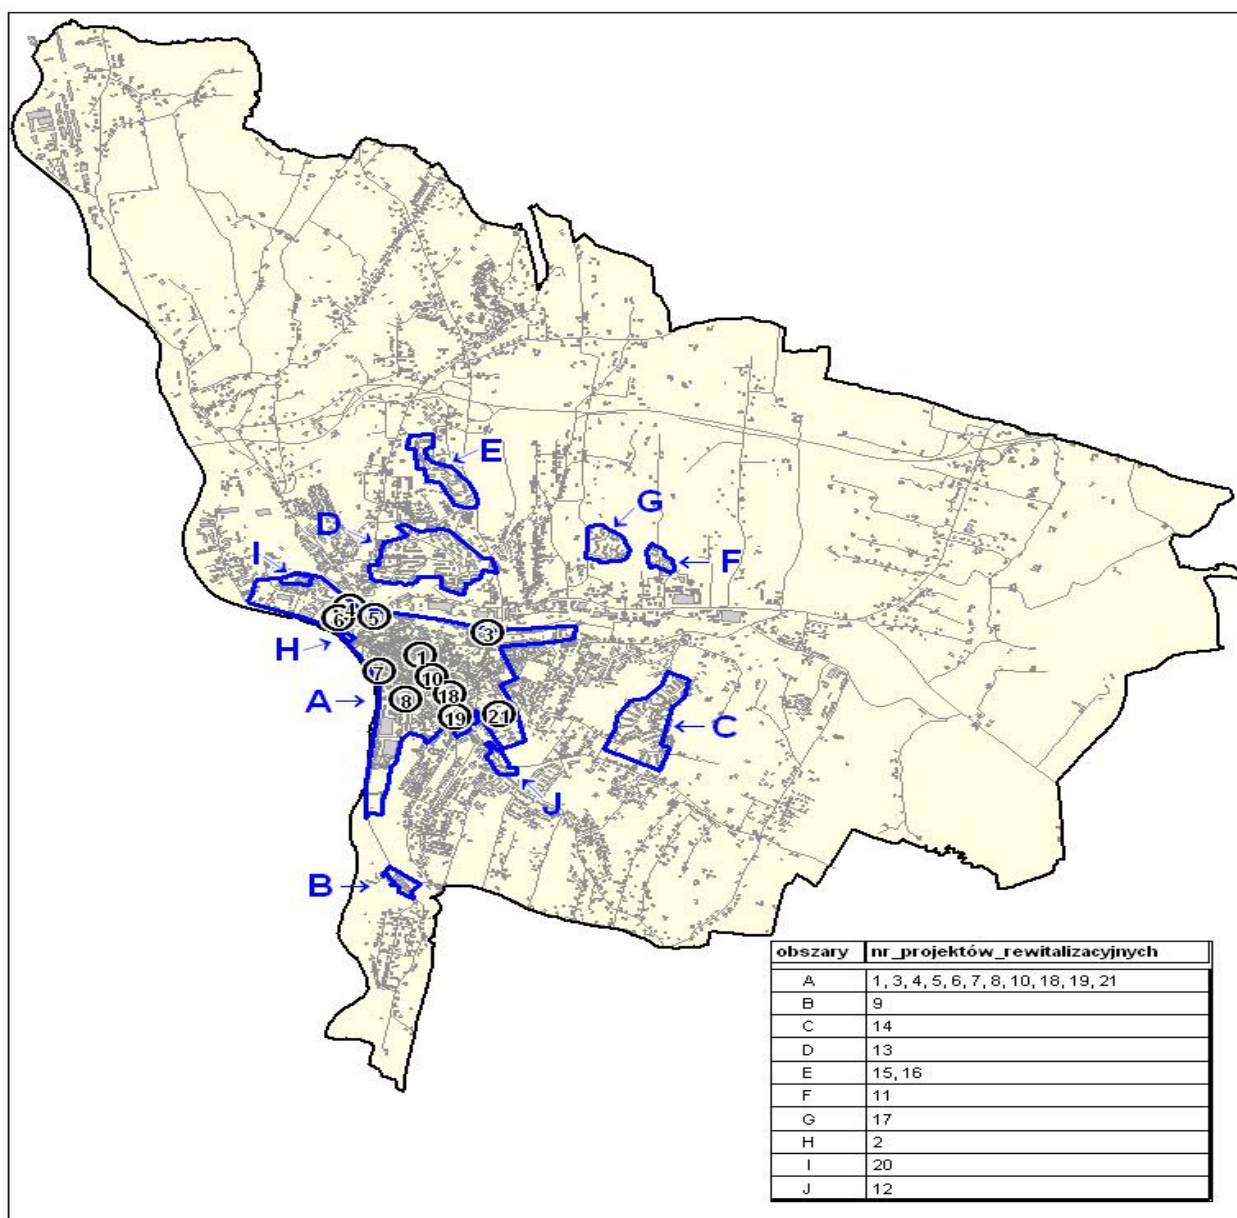 E
D
G
I
F
4
6
5
3
H
1
7
10
A
8
18
19
21
C
J
B
obszary nr_projektów_rewitalizacyjnych
A 1, 3, 4, 5, 6, 7, 8, 10, 18, 19, 21
B 9
C 14
D 13
E 15, 16
F 11
G 17
H 2
I 20
J 12